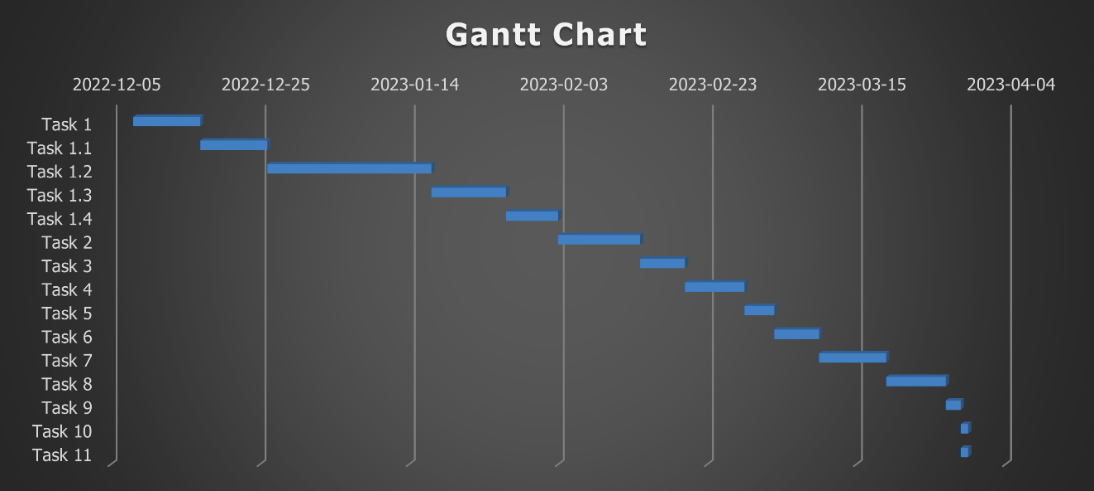 Gantt Chart
2022-12-05 2022-12-25 2023-01-14 2023-02-03 2023-02-23 2023-03-15 2023-04-04
Task 1
Task 1.1
Task 1.2
Task 1.3
Task 1.4
Task 2
Task 3
Task 4
Task 5
Task 6
Task 7
Task 8
Task 9
Task 10
Task 11